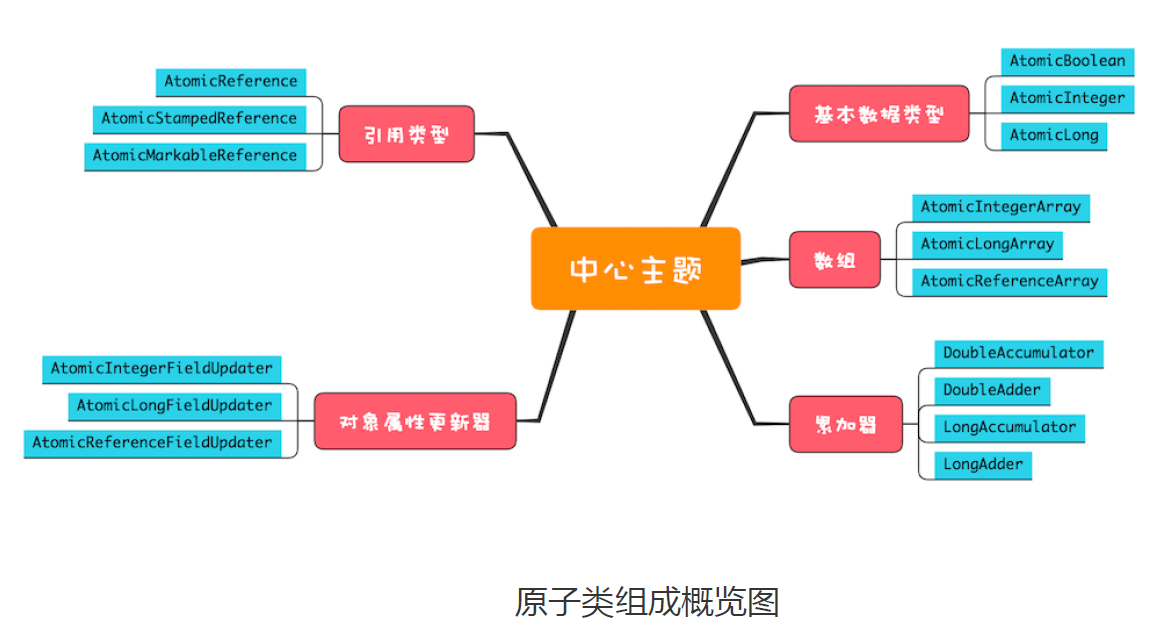 AtomicReference
AtomicStampedReference
AtomicMarkableReference
引用类型
AtomicIntegerFieldUpdater
AtomicLongFieldUpdater
AtomicReferenceFieldUpdater
对象属性更新器
中心主题
基本数据类型
AtomicBoolean
AtomicInteger
AtomicLong
数组
AtomicIntegerArray
AtomicLongArray
AtomicReferenceArray
累加器
DoubleAccumulator
DoubleAdder
LongAccumulator
LongAdder
原子类组成概览图